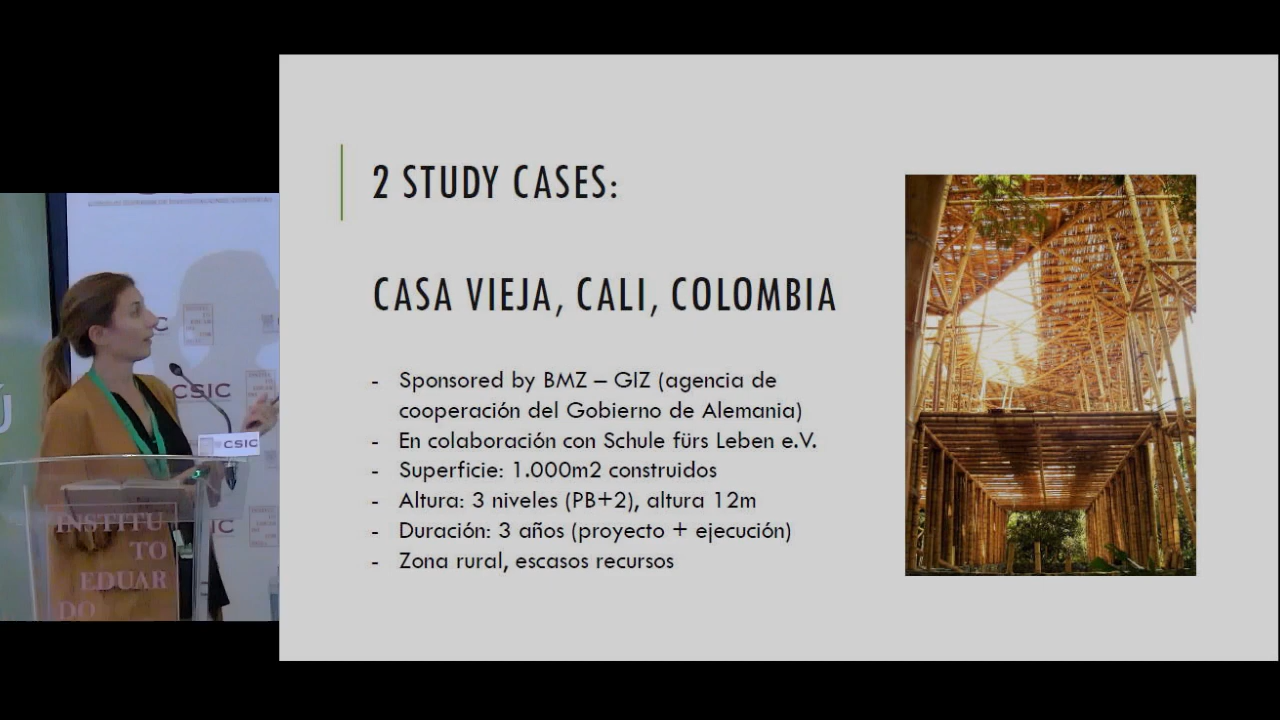 2 STUDY CASES:
CASA VIEJA, CALI, COLOMBIA
- Sponsored by BMZ – GIZ (agencia de
cooperación del Gobierno de Alemania)
- En colaboración con Schule fürs Leben e.V.
- Superficie: 1.000m2 construidos
- Altura: 3 niveles (PB+2), altura 12m
- Duración: 3 años (proyecto + ejecución)
- Zona rural, escasos recursos
CSIC
CSIC
INSTITU
TO
EDUAR
DO